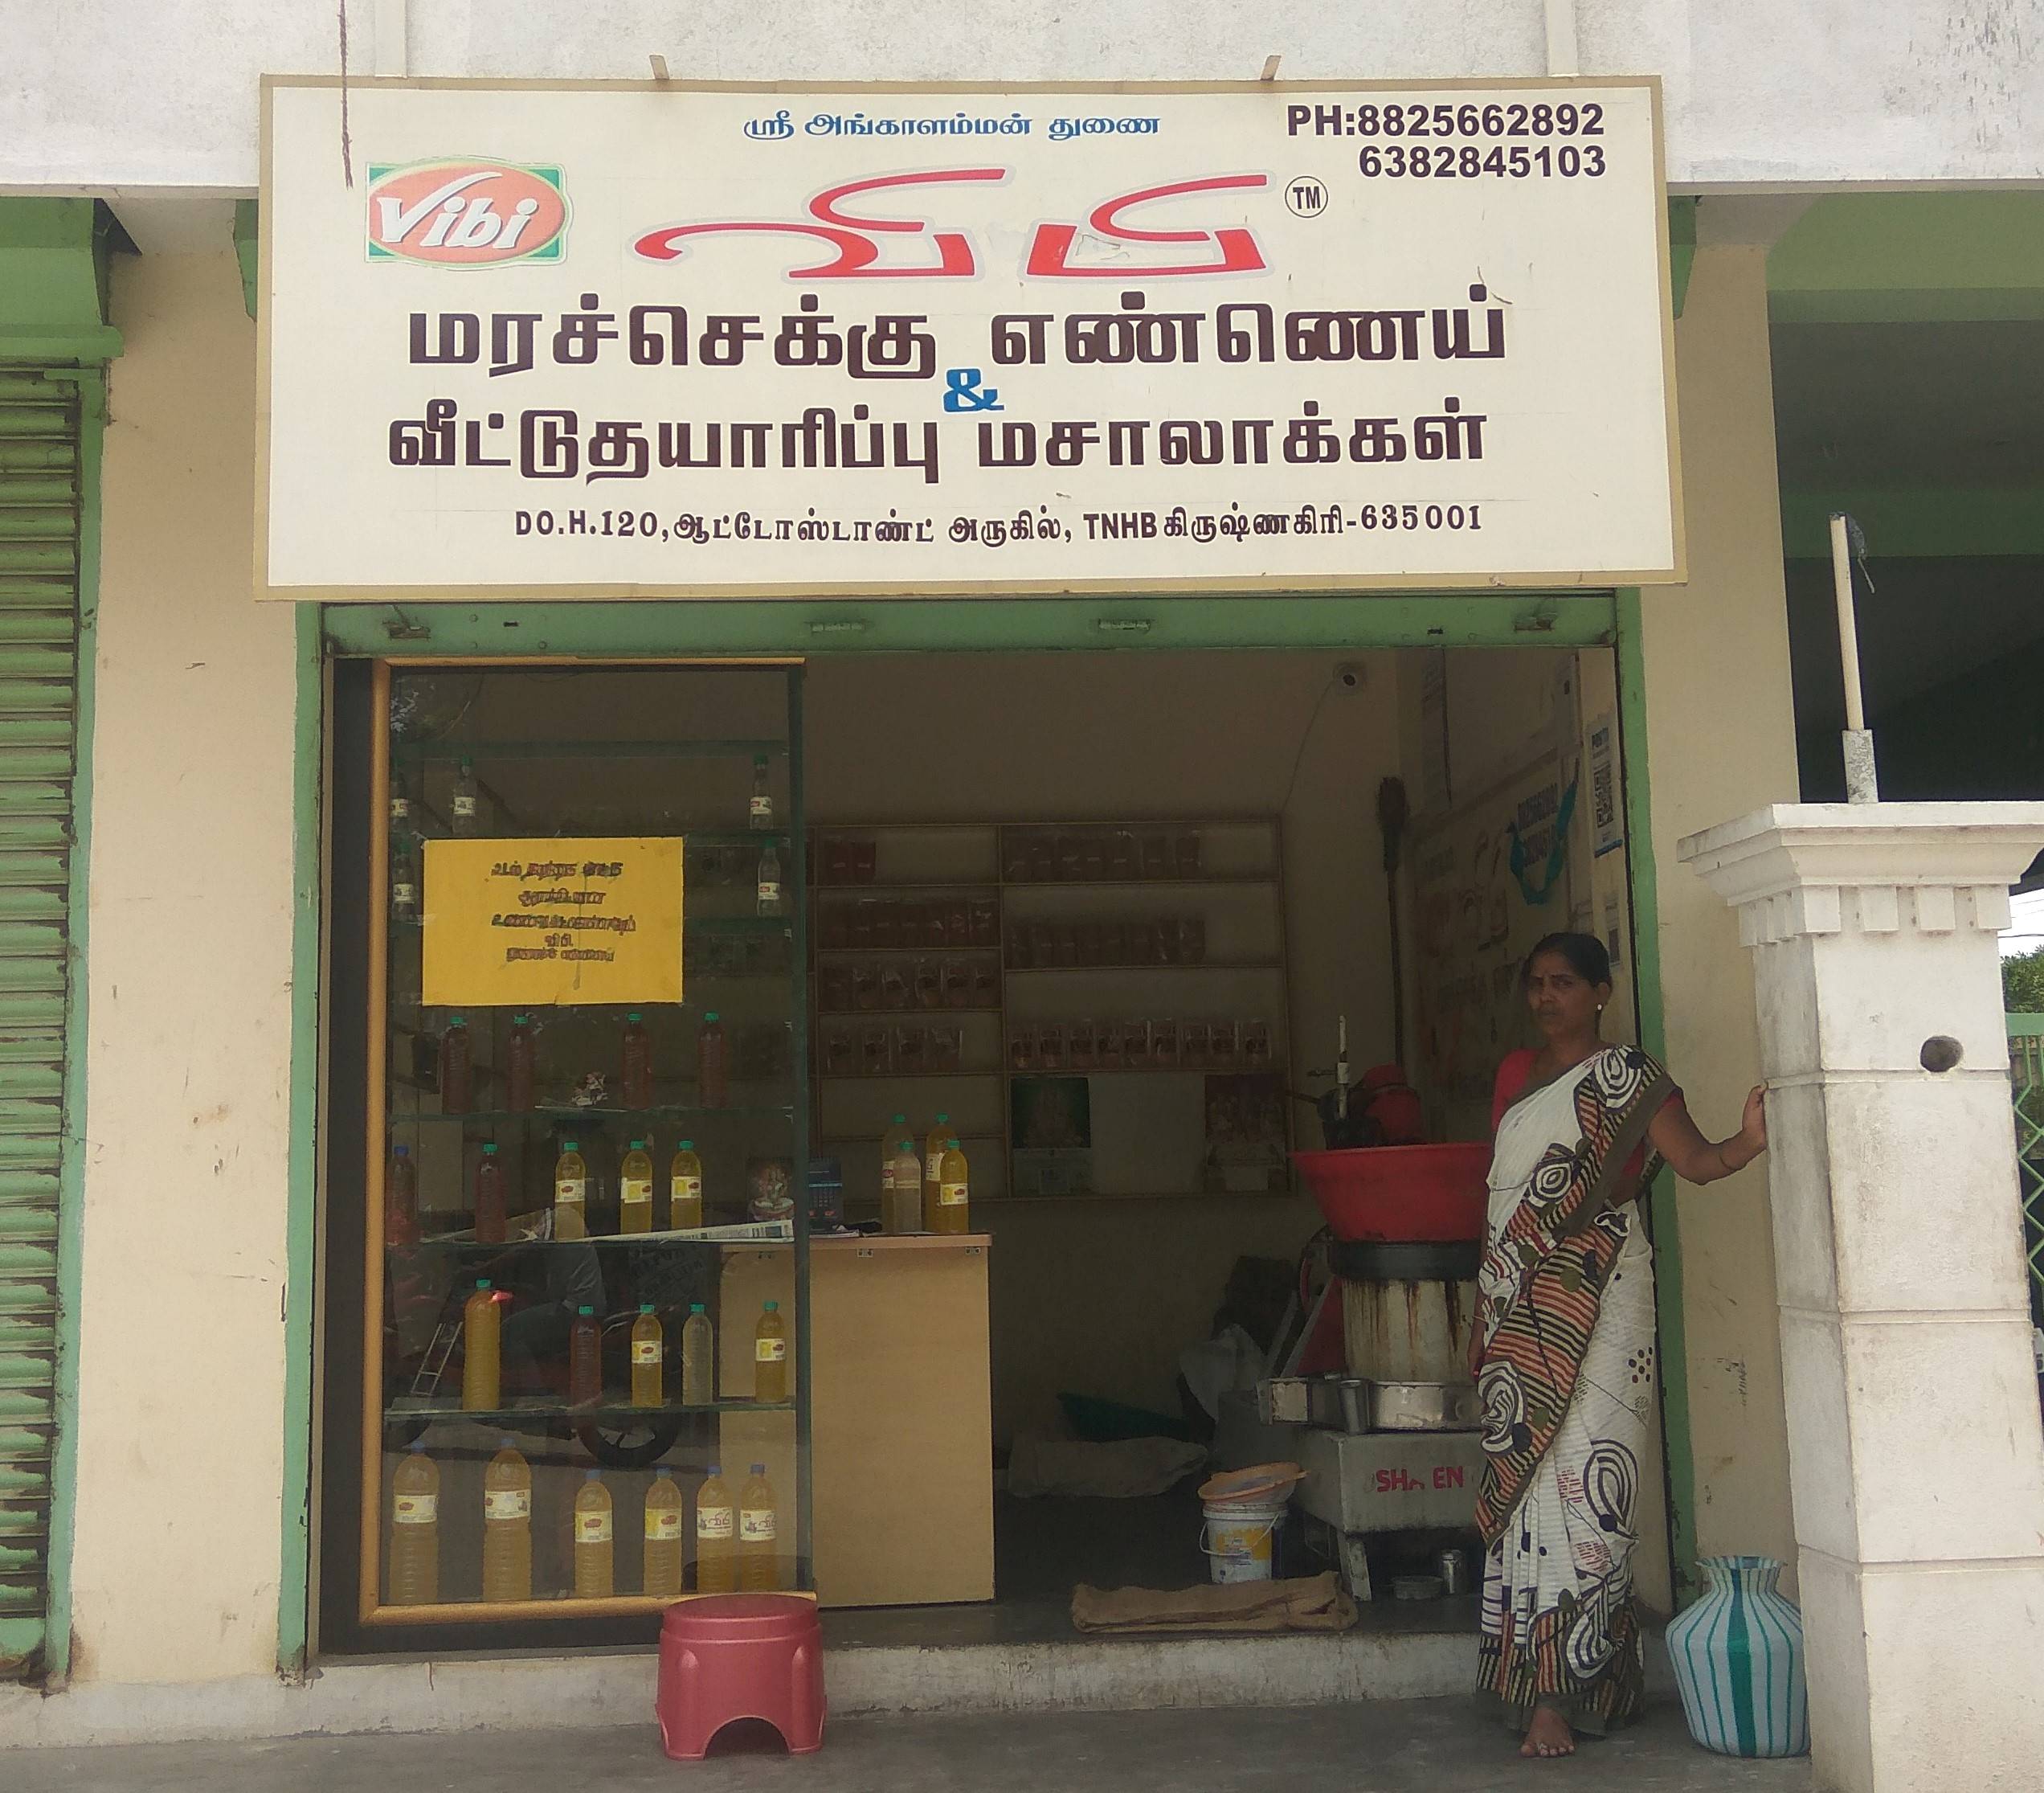 ஸ்ரீ அங்காளம்மன் துணை
PH:8825662892
6382845103
Vibi
விபி TM
மரச்செக்கு எண்ணெய்
&
வீட்டுதயாரிப்பு மசாலாக்கள்
DO.H.120,ஆட்டோஸ்டாண்ட் அருகில், TNHB கிருஷ்ணகிரி-635001